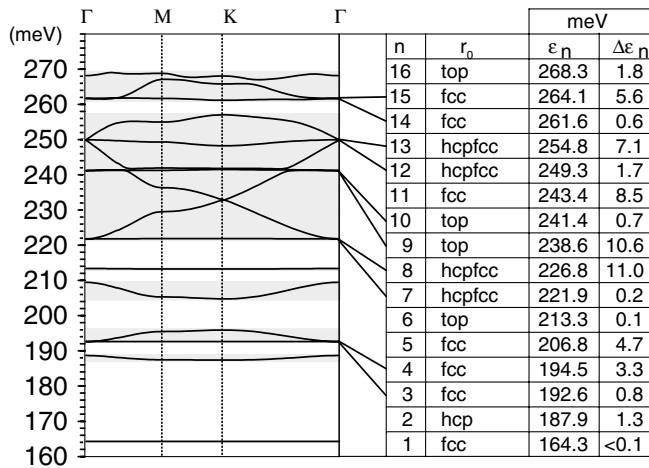 Γ M K Γ
meV
(meV)
n r₀ εₙ Δεₙ
270
260
250
240
230
220
210
200
190
180
170
160
16 top 268.3 1.8
15 fcc 264.1 5.6
14 fcc 261.6 0.6
13 hcpfcc 254.8 7.1
12 hcpfcc 249.3 1.7
11 fcc 243.4 8.5
10 top 241.4 0.7
9 top 238.6 10.6
8 hcpfcc 226.8 11.0
7 hcpfcc 221.9 0.2
6 top 213.3 0.1
5 fcc 206.8 4.7
4 fcc 194.5 3.3
3 fcc 192.6 0.8
2 hcp 187.9 1.3
1 fcc 164.3 <0.1